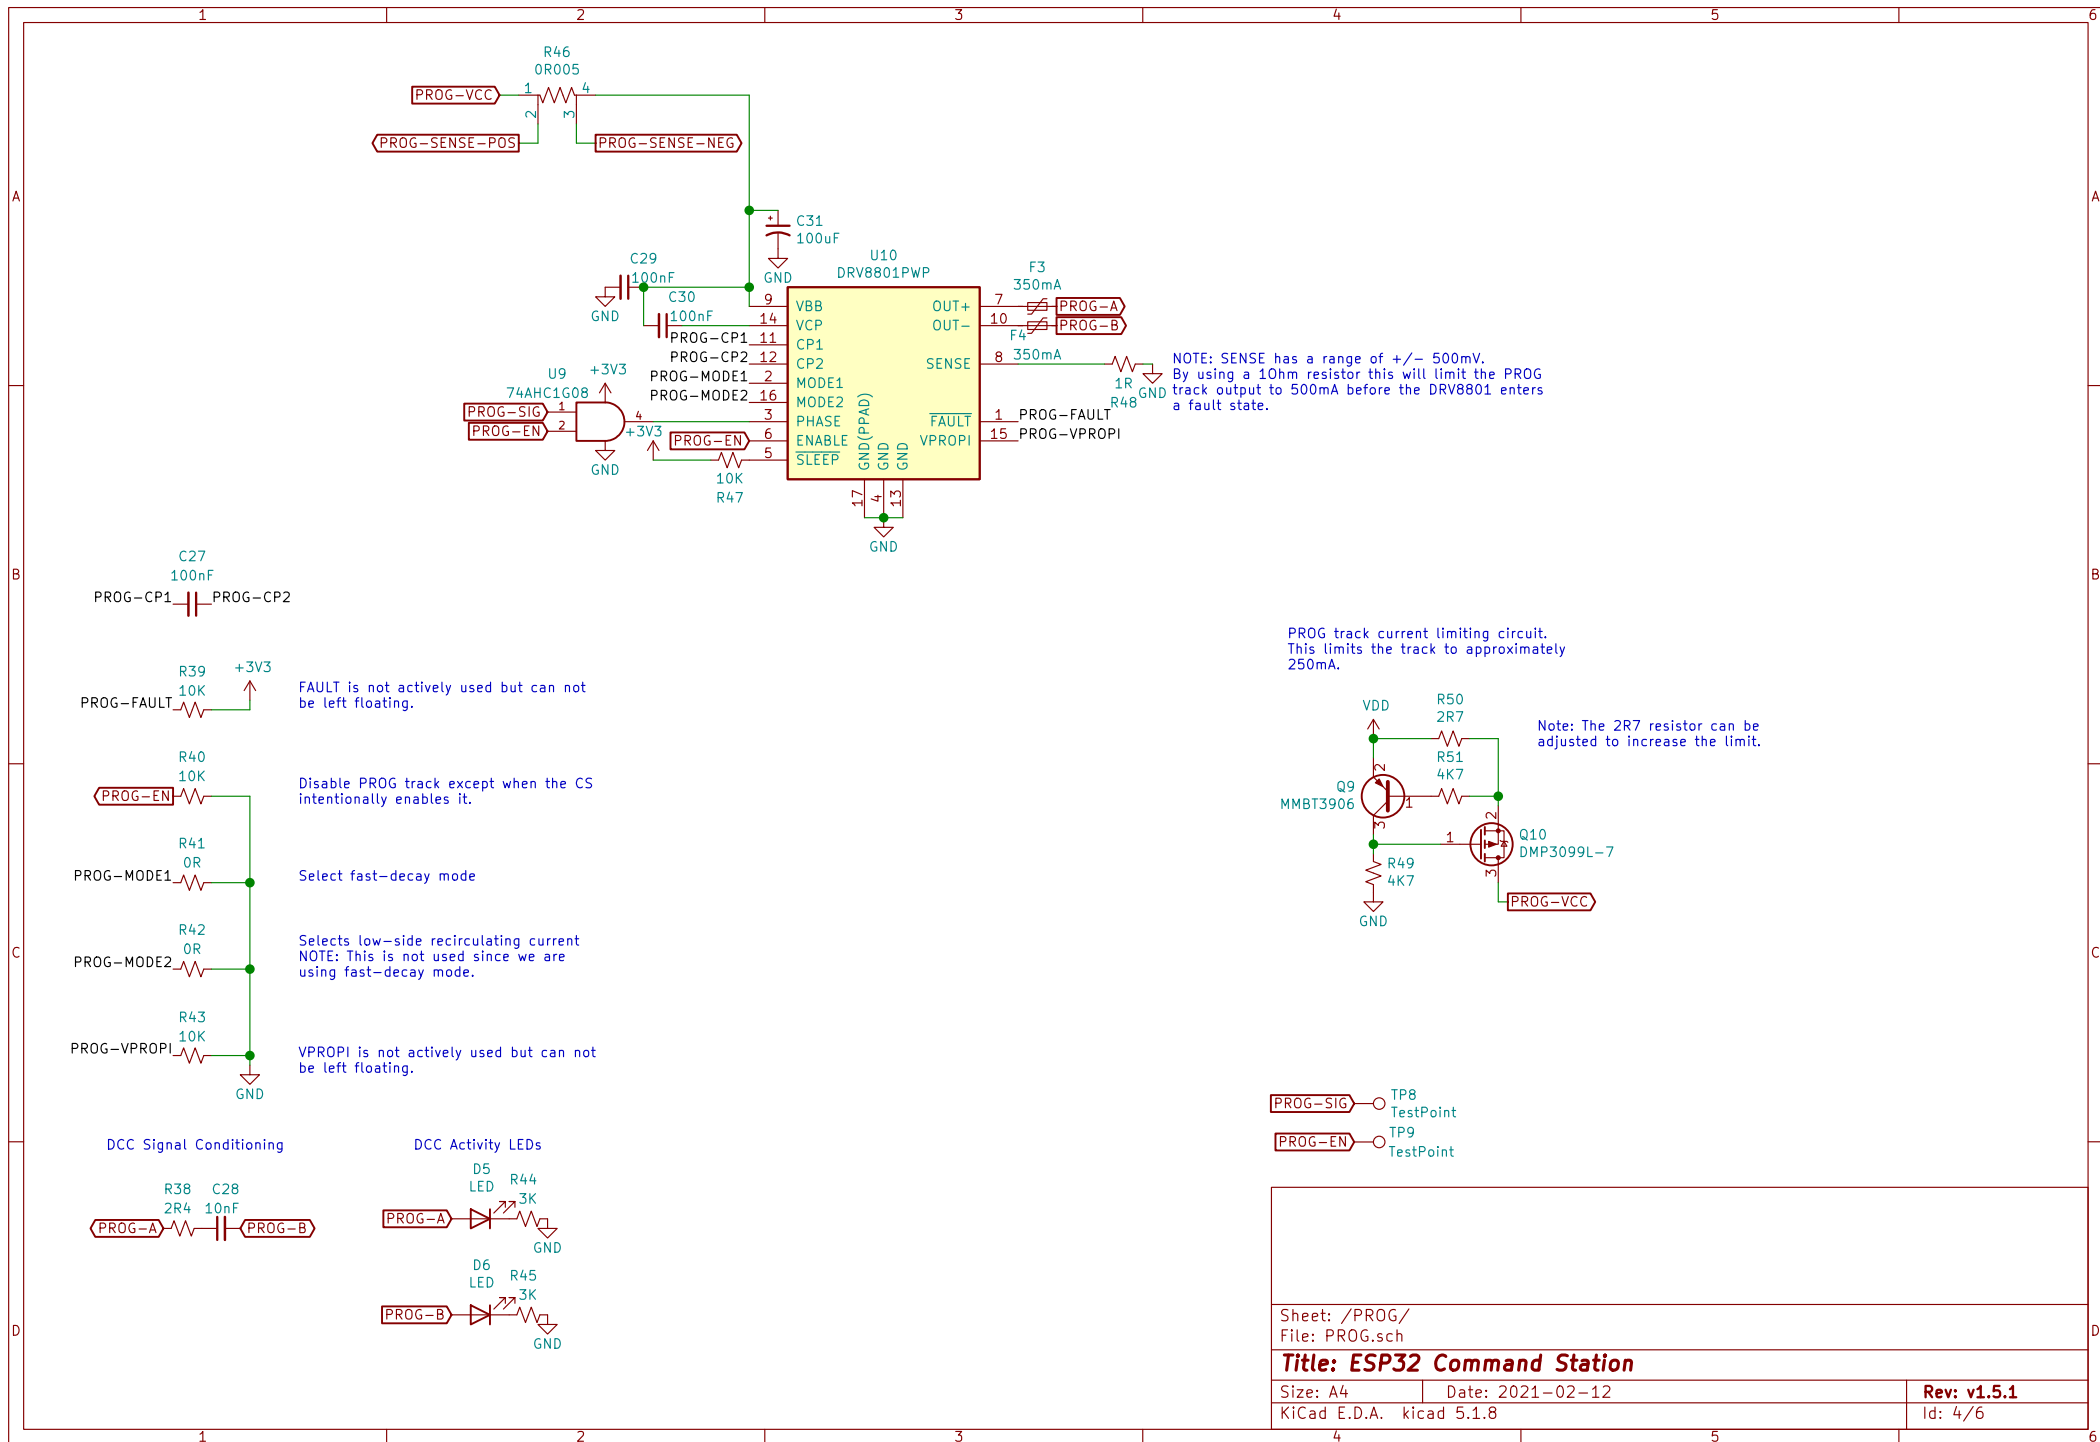 1 2 3 4 5 6
R46
0R005
PROG-VCC 1 4
2 3
PROG-SENSE-POS PROG-SENSE-NEG
A A
C31
100uF
GND
C29
100nF
GND
C30
100nF
U10
DRV8801PWP
9 VBB
14 VCP
PROG-CP1 11 CP1
PROG-CP2 12 CP2
PROG-MODE1 2 MODE1
PROG-MODE2 16 MODE2
3 PHASE
PROG-EN 6 ENABLE
5 SLEEP
OUT+ 7
OUT- 10
SENSE 8
FAULT 1 PROG-FAULT
VPROPI 15 PROG-VPROPI
GND(PPAD) GND GND
17 4 13
GND
F3
350mA
PROG-A
PROG-B
F4
350mA
1R
R48
GND
NOTE: SENSE has a range of +/- 500mV.
By using a 1Ohm resistor this will limit the PROG
track output to 500mA before the DRV8801 enters
a fault state.
U9
74AHC1G08
+3V3
PROG-SIG 1
PROG-EN 2
4
GND
+3V3
10K
R47
B B
C27
100nF
PROG-CP1 PROG-CP2
R39
10K
+3V3
PROG-FAULT
FAULT is not actively used but can not
be left floating.
R40
10K
PROG-EN
Disable PROG track except when the CS
intentionally enables it.
R41
0R
PROG-MODE1
Select fast-decay mode
R42
0R
PROG-MODE2
Selects low-side recirculating current
NOTE: This is not used since we are
using fast-decay mode.
R43
10K
PROG-VPROPI
VPROPI is not actively used but can not
be left floating.
GND
PROG track current limiting circuit.
This limits the track to approximately
250mA.
VDD
R50
2R7
Note: The 2R7 resistor can be
adjusted to increase the limit.
R51
4K7
Q9
MMBT3906
2
1
3
R49
4K7
GND
1
2
3
Q10
DMP3099L-7
PROG-VCC
C C
PROG-SIG
TP8
TestPoint
PROG-EN
TP9
TestPoint
DCC Signal Conditioning
R38
2R4
C28
10nF
PROG-A PROG-B
DCC Activity LEDs
D5
LED
R44
3K
PROG-A
GND
D6
LED
R45
3K
PROG-B
GND
D D
Sheet: /PROG/
File: PROG.sch
Title: ESP32 Command Station
Size: A4 Date: 2021-02-12 Rev: v1.5.1
KiCad E.D.A. kicad 5.1.8 Id: 4/6
1 2 3 4 5 6